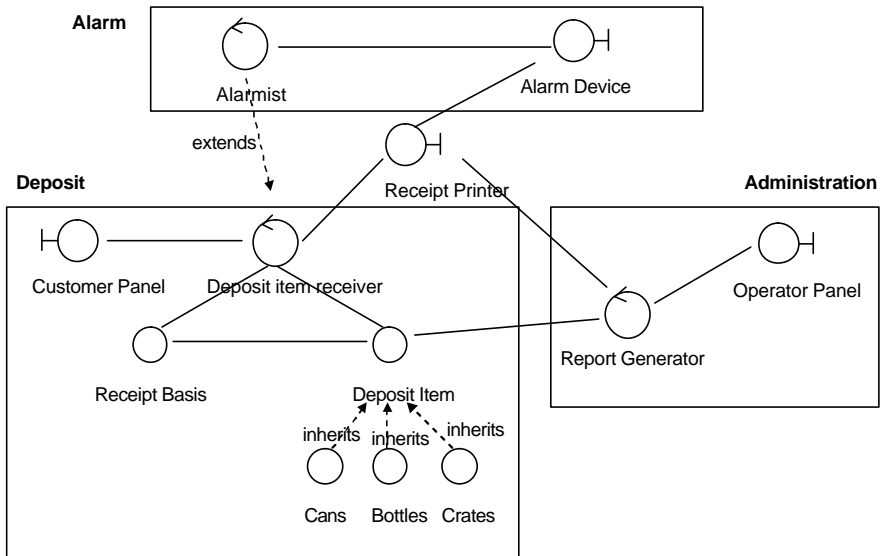 Alarm
Alarmist
Alarm Device
extends
Receipt Printer
Deposit
Administration
Customer Panel
Deposit item receiver
Operator Panel
Receipt Basis
Deposit Item
Report Generator
inherits
inherits
inherits
Cans
Bottles
Crates